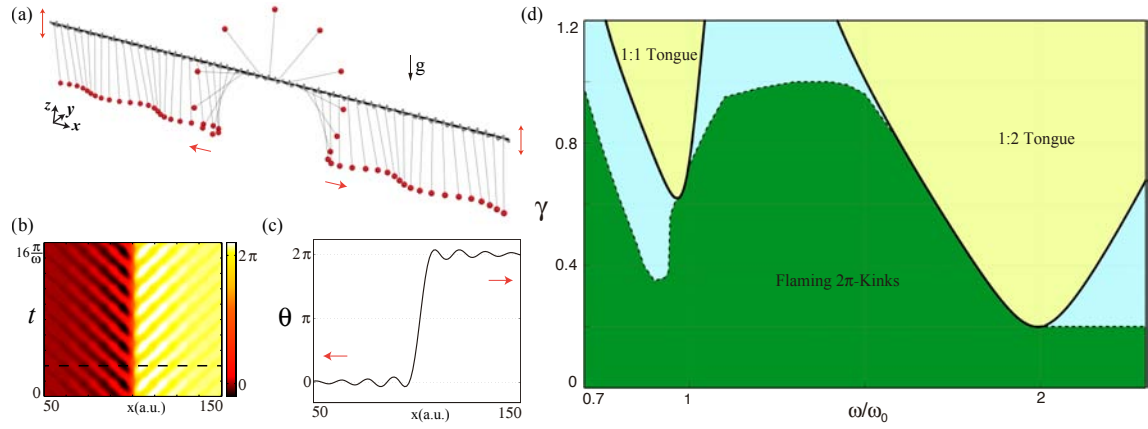 (a)
g
z
y
x
(b)
16 π/ω
t
0
50
x(a.u.)
150
2π
0
(c)
θ
2π
π
0
50
x(a.u.)
150
(d)
γ
1.2
0.8
0.4
0
0.7
1
ω/ω₀
2
1:1 Tongue
1:2 Tongue
Flaming 2π-Kinks